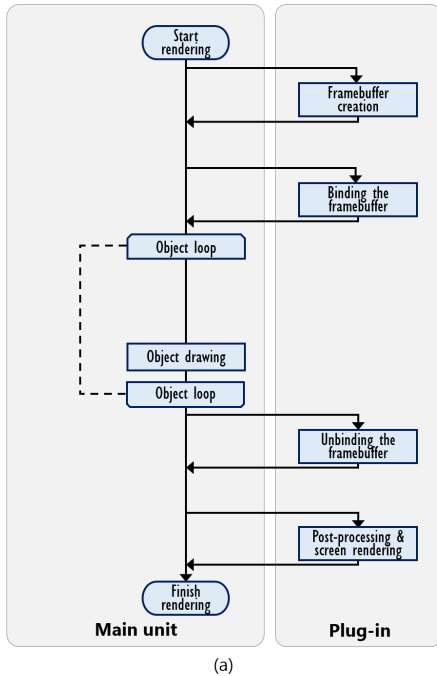 Start
rendering
Framebuffer
creation
Binding the
framebuffer
Object loop
Object drawing
Object loop
Unbinding the
framebuffer
Post-processing &
screen rendering
Finish
rendering
Main unit
Plug-in
(a)